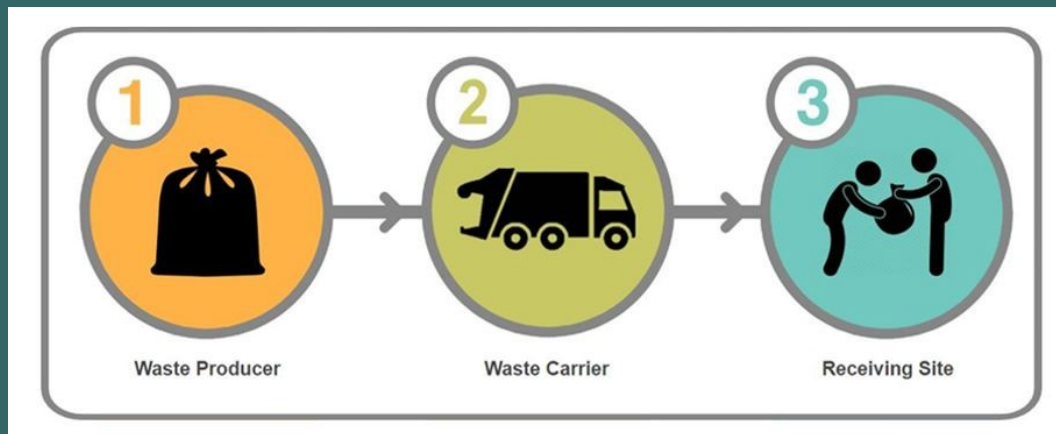 1
2
3
Waste Producer
Waste Carrier
Receiving Site